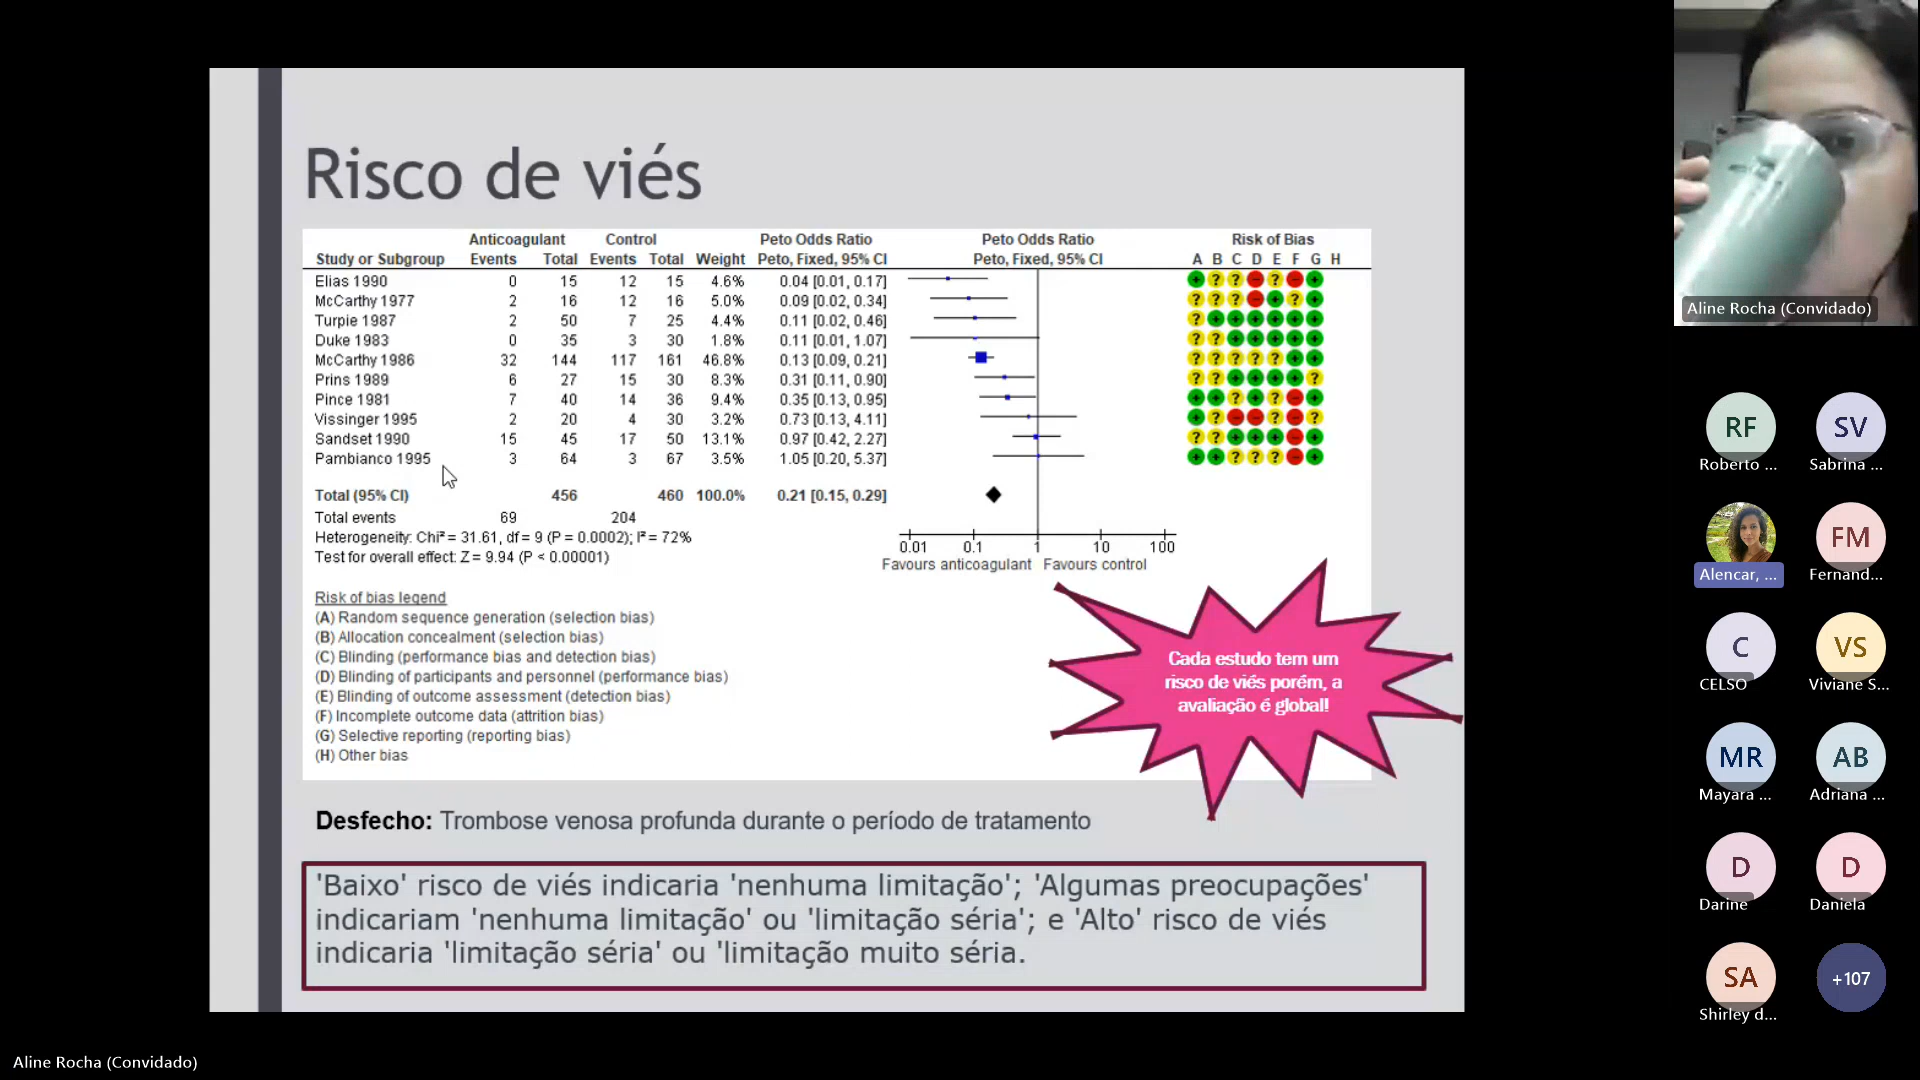 Risco de viés
Anticoagulant Control Peto Odds Ratio Peto Odds Ratio Risk of Bias
Study or Subgroup Events Total Events Total Weight Peto, Fixed, 95% CI Peto, Fixed, 95% CI A B C D E F G H
Elias 1990 0 15 12 15 4.6% 0.04 [0.01, 0.17] + ? ? - ? - +
McCarthy 1977 2 16 12 16 5.0% 0.09 [0.02, 0.34] ? ? ? - + ? +
Turpie 1987 2 50 7 25 4.4% 0.11 [0.02, 0.46] ? + + + + + +
Duke 1983 0 35 3 30 1.8% 0.11 [0.01, 1.07] ? ? + + + + +
McCarthy 1986 32 144 117 161 46.8% 0.13 [0.09, 0.21] ? ? ? ? ? + +
Prins 1989 6 27 15 30 8.3% 0.31 [0.11, 0.90] ? ? + + + + ?
Pince 1981 7 40 14 36 9.4% 0.35 [0.13, 0.95] + + ? + ? - +
Vissinger 1995 2 20 4 30 3.2% 0.73 [0.13, 4.11] + ? - - ? - ?
Sandset 1990 15 45 17 50 13.1% 0.97 [0.42, 2.27] ? ? + + + - +
Pambianco 1995 3 64 3 67 3.5% 1.05 [0.20, 5.37] + + ? ? ? - +
Total (95% CI) 456 460 100.0% 0.21 [0.15, 0.29]
Total events 69 204
Heterogeneity: Chi² = 31.61, df = 9 (P = 0.0002); I² = 72%
Test for overall effect: Z = 9.94 (P < 0.00001)
0.01 0.1 1 10 100
Favours anticoagulant Favours control
Risk of bias legend
(A) Random sequence generation (selection bias)
(B) Allocation concealment (selection bias)
(C) Blinding (performance bias and detection bias)
(D) Blinding of participants and personnel (performance bias)
(E) Blinding of outcome assessment (detection bias)
(F) Incomplete outcome data (attrition bias)
(G) Selective reporting (reporting bias)
(H) Other bias
Cada estudo tem um
risco de viés porém, a
avaliação é global!
Desfecho: Trombose venosa profunda durante o período de tratamento
'Baixo' risco de viés indicaria 'nenhuma limitação'; 'Algumas preocupações'
indicariam 'nenhuma limitação' ou 'limitação séria'; e 'Alto' risco de viés
indicaria 'limitação séria' ou 'limitação muito séria.
Aline Rocha (Convidado)
RF SV
Roberto ... Sabrina ...
FM
Alencar, ... Fernand...
C VS
CELSO Viviane S...
MR AB
Mayara ... Adriana ...
D D
Darine Daniela
SA +107
Shirley d...
Aline Rocha (Convidado)